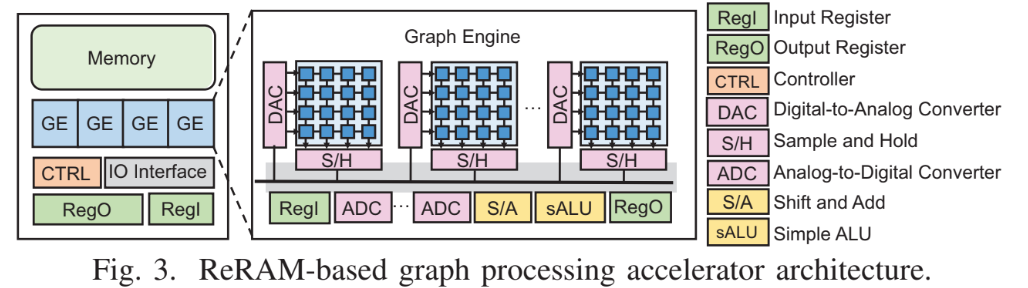 Memory
GE GE GE GE
CTRL IO Interface
RegO RegI
Graph Engine
DAC DAC ... DAC
S/H S/H S/H
RegI ADC ... ADC S/A sALU RegO
RegI Input Register
RegO Output Register
CTRL Controller
DAC Digital-to-Analog Converter
S/H Sample and Hold
ADC Analog-to-Digital Converter
S/A Shift and Add
sALU Simple ALU
Fig. 3. ReRAM-based graph processing accelerator architecture.